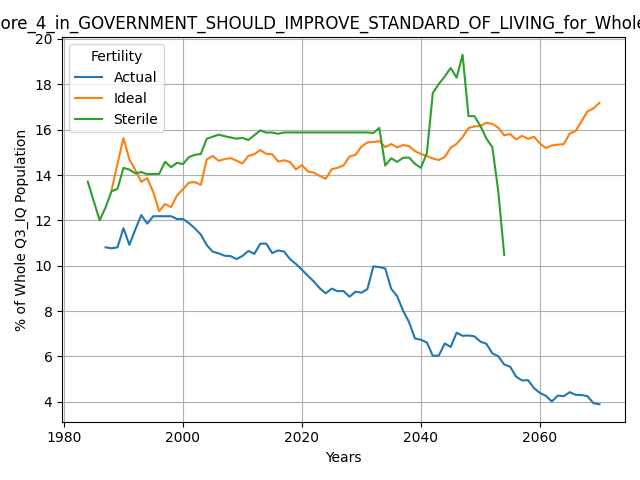 ore_4_in_GOVERNMENT_SHOULD_IMPROVE_STANDARD_OF_LIVING_for_Whole
Fertility
Actual
Ideal
Sterile
% of Whole Q3_IQ Population
20
18
16
14
12
10
8
6
4
1980
2000
2020
2040
2060
Years